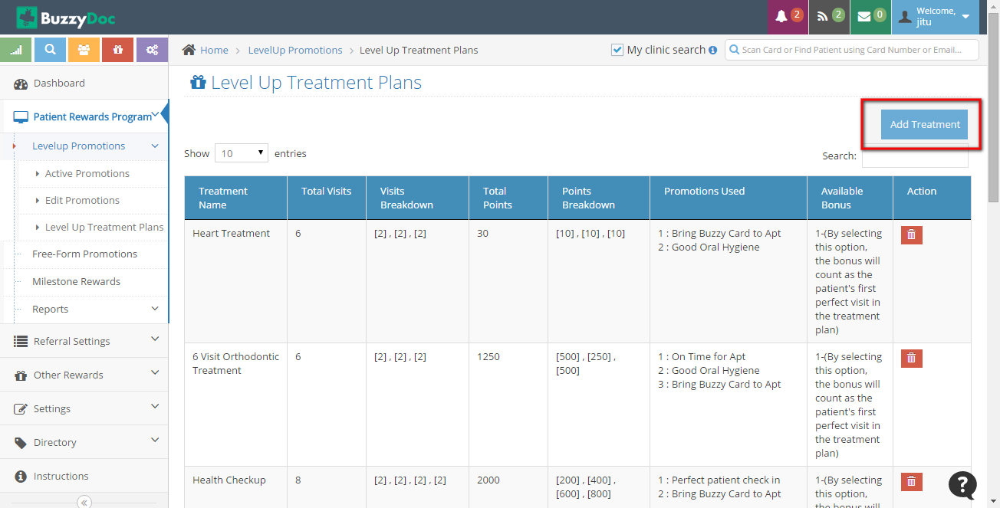 BuzzyDoc
2
2
0
Welcome,
jitu
Home
LevelUp Promotions
Level Up Treatment Plans
My clinic search
Scan Card or Find Patient using Card Number or Email...
Dashboard
Patient Rewards Program
Levelup Promotions
Active Promotions
Edit Promotions
Level Up Treatment Plans
Free-Form Promotions
Milestone Rewards
Reports
Referral Settings
Other Rewards
Settings
Directory
Instructions
Level Up Treatment Plans
Add Treatment
Show 10 entries
Search:
Treatment
Name
Total Visits
Visits
Breakdown
Total
Points
Points
Breakdown
Promotions Used
Available
Bonus
Action
Heart Treatment
6
[2] , [2] , [2]
30
[10] , [10] , [10]
1 : Bring Buzzy Card to Apt
2 : Good Oral Hygiene
1-(By selecting
this option,
the bonus will
count as the
patient's first
perfect visit in
the treatment
plan)
6 Visit Orthodontic
Treatment
6
[2] , [2] , [2]
1250
[500] , [250] ,
[500]
1 : On Time for Apt
2 : Good Oral Hygiene
3 : Bring Buzzy Card to Apt
1-(By selecting
this option,
the bonus will
count as the
patient's first
perfect visit in
the treatment
plan)
Health Checkup
8
[2] , [2] , [2] , [2]
2000
[200] , [400] ,
[600] , [800]
1 : Perfect patient check in
2 : Bring Buzzy Card to Apt
1-(By selecting
this option,
the bonus will
?